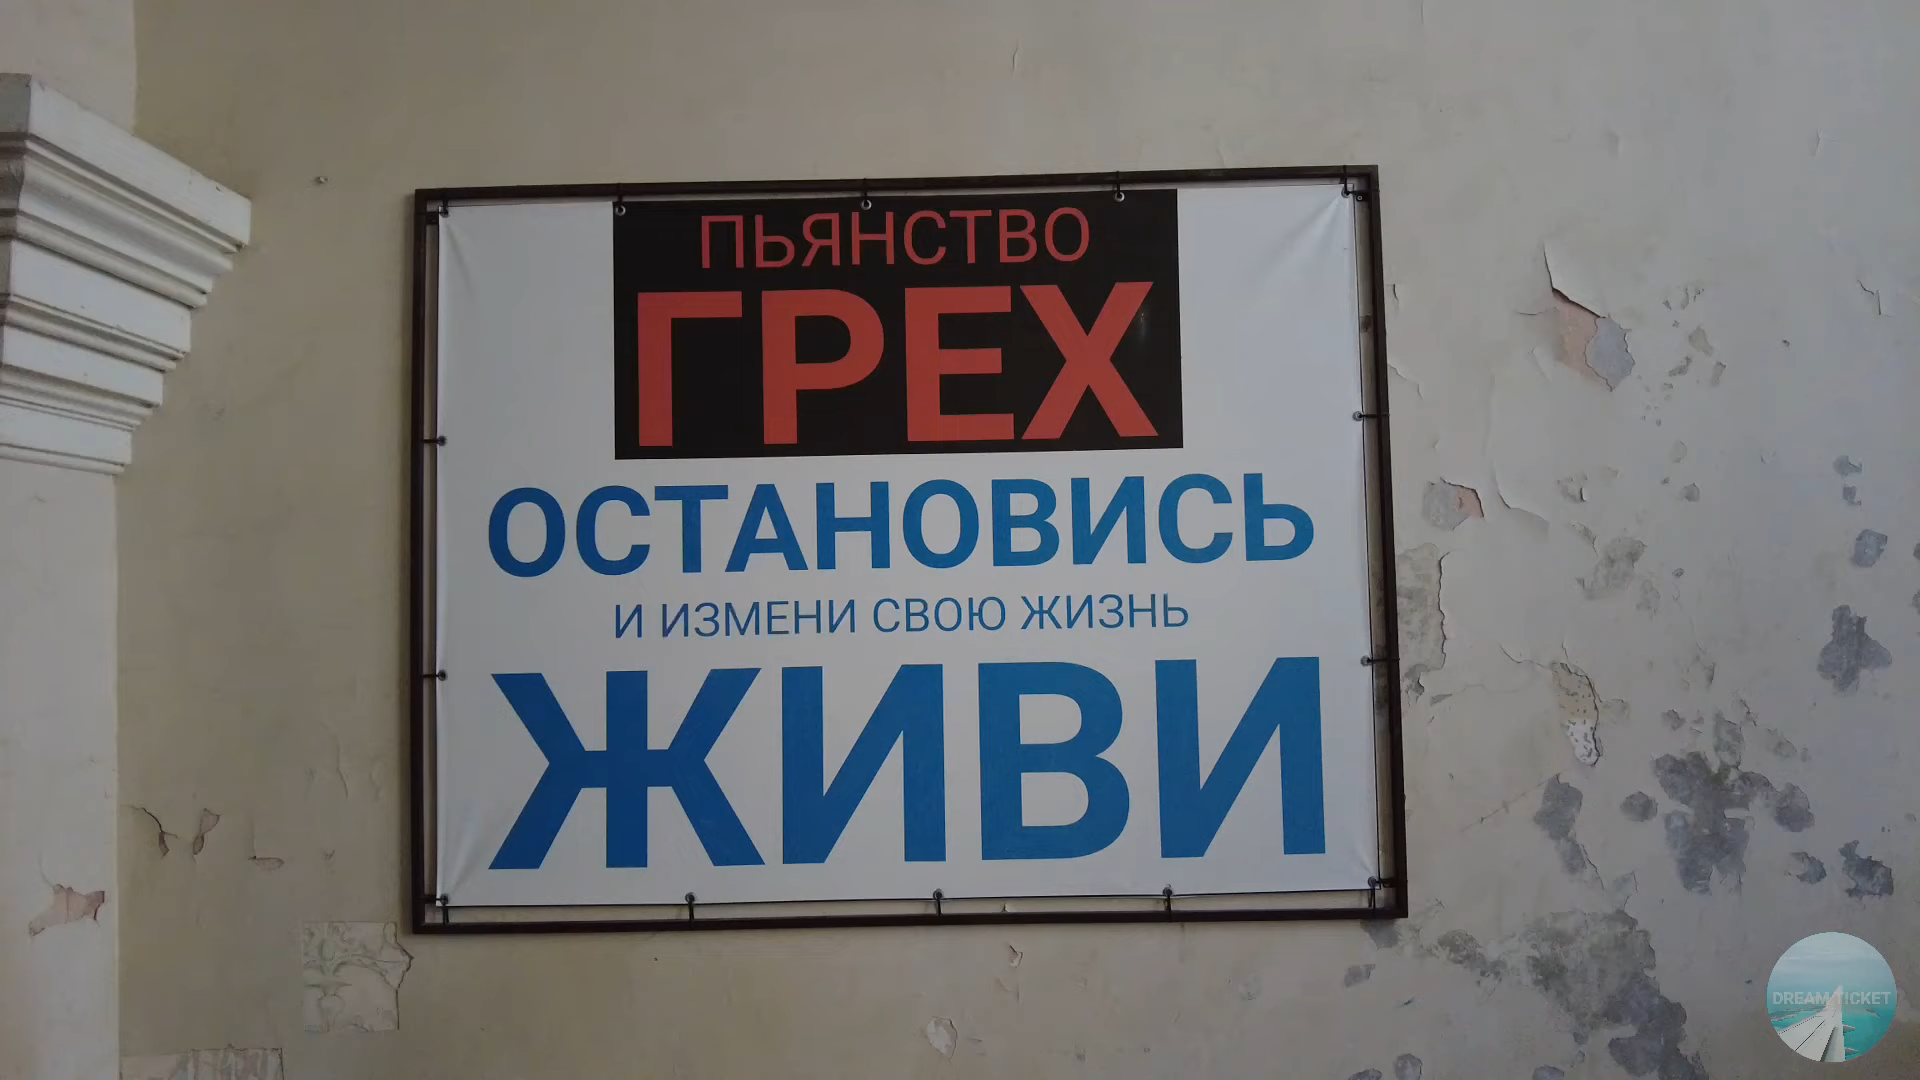 ПЬЯНСТВО
ГРЕХ
ОСТАНОВИСЬ
И ИЗМЕНИ СВОЮ ЖИЗНЬ
ЖИВИ
DREAM TICKET